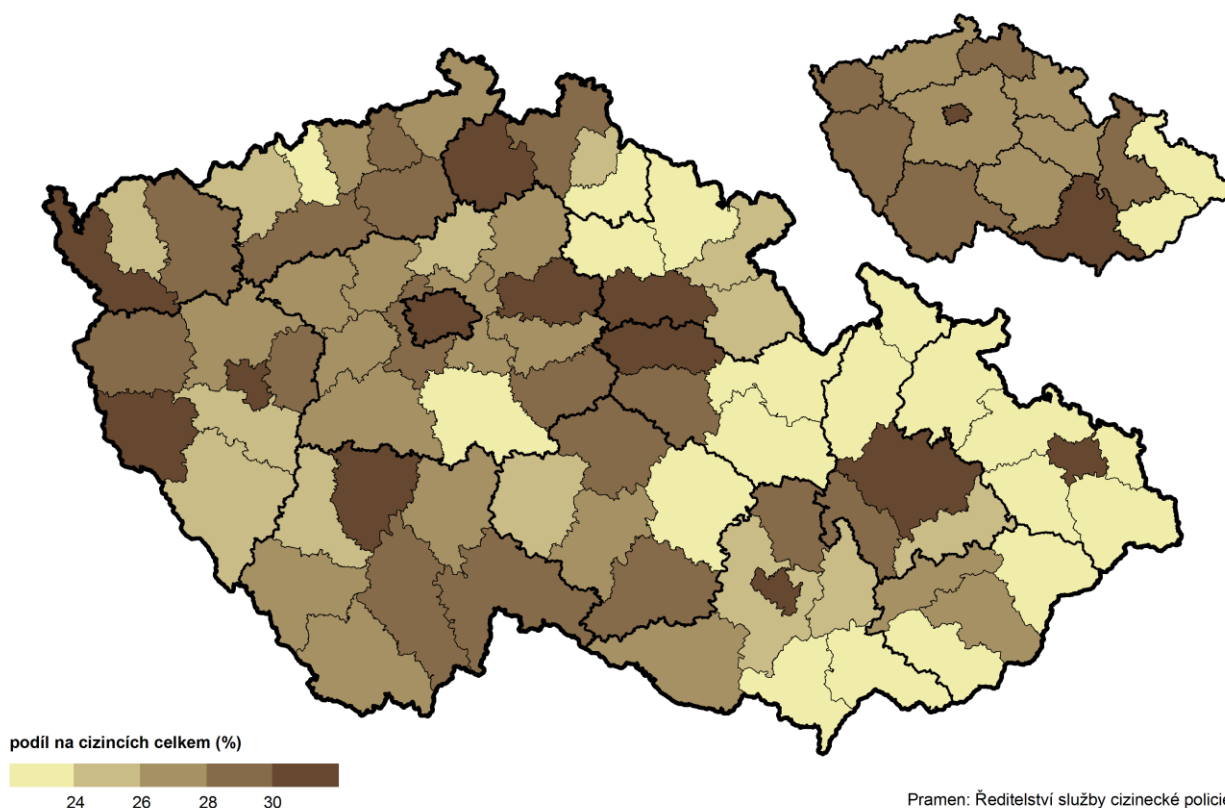 podíl na cizincích celkem (%)
24 26 28 30
Pramen: Ředitelství služby cizinecké policie